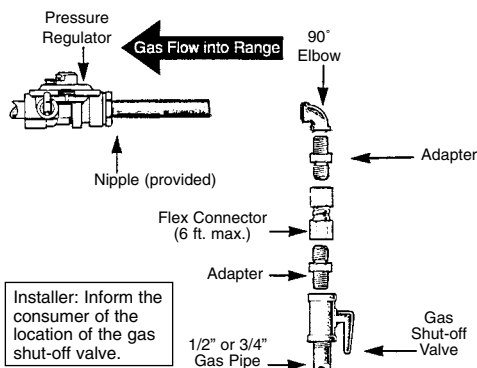 Pressure
Regulator
Gas Flow into Range
90˚
Elbow
Nipple (provided)
Adapter
Flex Connector
(6 ft. max.)
Adapter
Installer: Inform the
consumer of the
location of the gas
shut-off valve.
1/2” or 3/4”
Gas Pipe
Gas
Shut-off
Valve